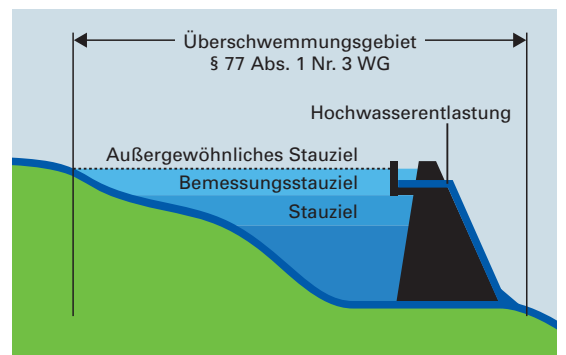 Überschwemmungsgebiet
§ 77 Abs. 1 Nr. 3 WG
Hochwasserentlastung
Außergewöhnliches Stauziel
Bemessungsstauziel
Stauziel